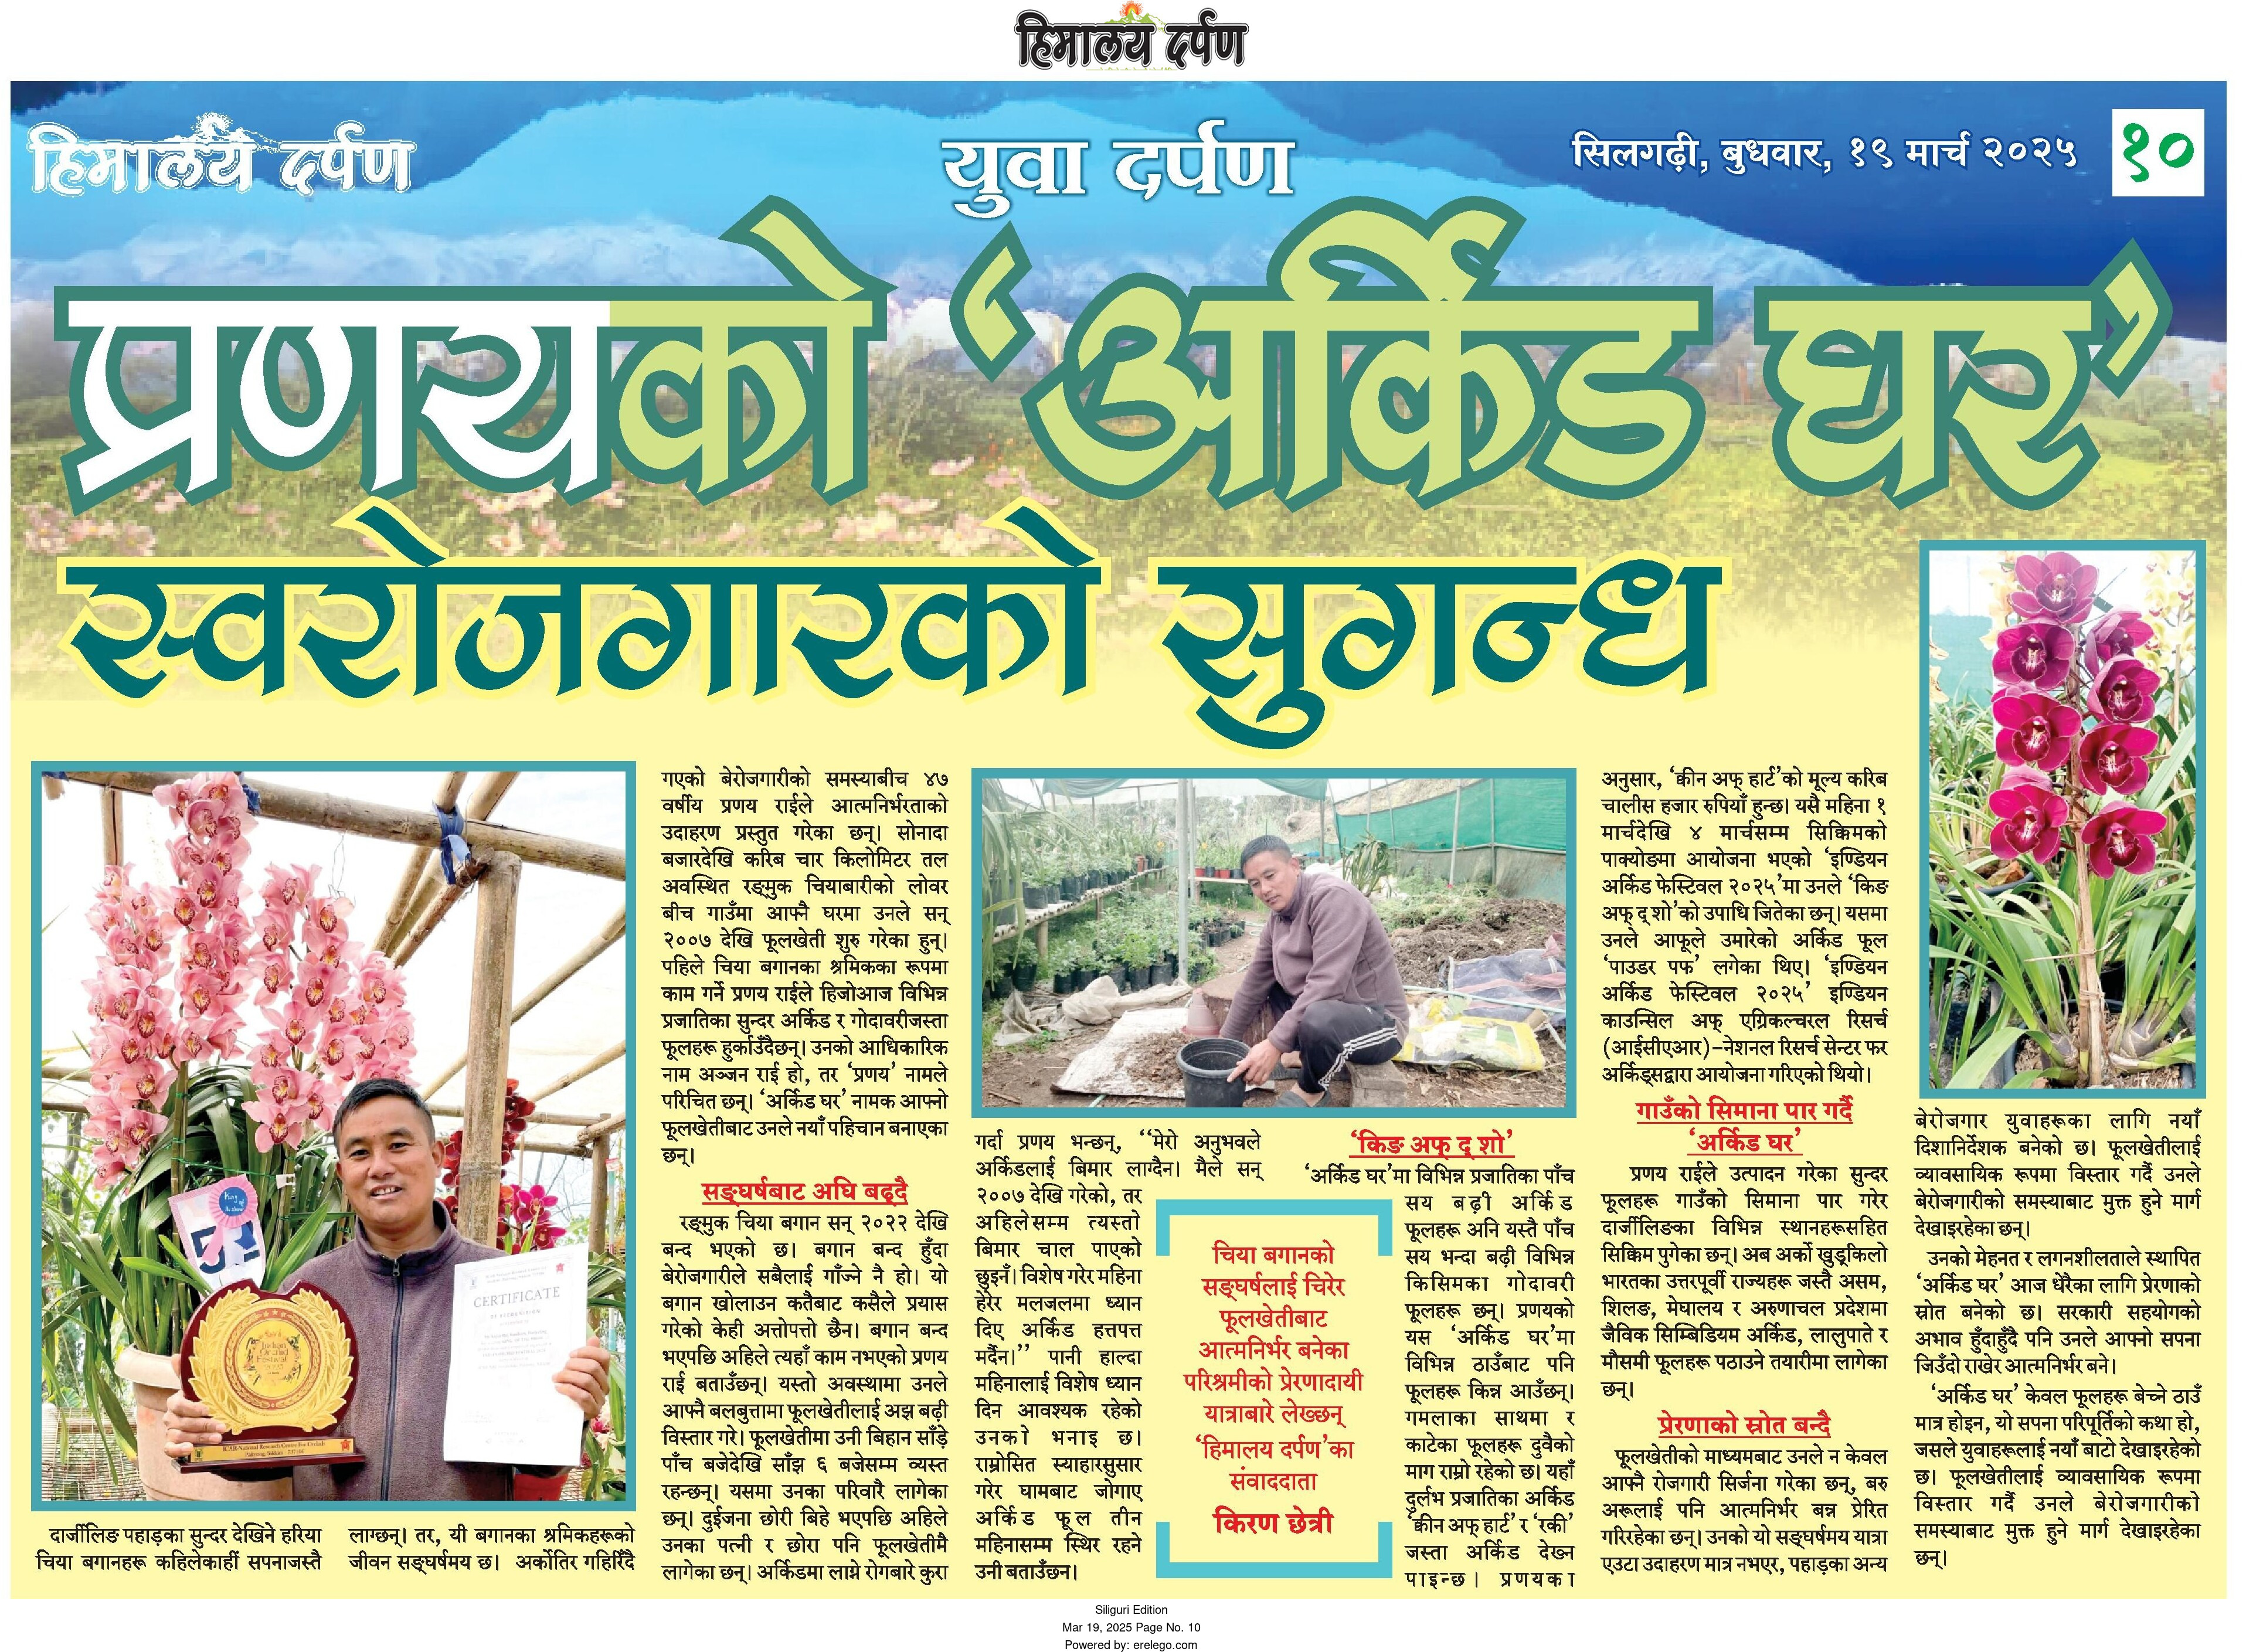 हिमालय दर्पण
हिमालय दर्पण
युवा दर्पण
सिलगढ़ी, बुधवार, १९ मार्च २०२५
१०
प्रणयको ‘अर्किड घर’
स्वरोजगारको सुगन्ध
King of the show
CERTIFICATE
Indian Orchid Festival
ICAR-National Research Centre For Orchids
Pakyong, Sikkim - 737106
दार्जीलिङ पहाड़का सुन्दर देखिने हरिया
चिया बगानहरू कहिलेकाहीं सपनाजस्तै
लाग्छन्। तर, यी बगानका श्रमिकहरूको
जीवन सङ्घर्षमय छ। अर्कोतिर गहिरिँदै
गएको बेरोजगारीको समस्याबीच ४७
वर्षीय प्रणय राईले आत्मनिर्भरताको
उदाहरण प्रस्तुत गरेका छन्। सोनादा
बजारदेखि करिब चार किलोमिटर तल
अवस्थित रङ्मुक चियाबारीको लोवर
बीच गाउँमा आफ्नै घरमा उनले सन्
२००७ देखि फूलखेती शुरु गरेका हुन्।
पहिले चिया बगानका श्रमिकका रूपमा
काम गर्ने प्रणय राईले हिजोआज विभिन्न
प्रजातिका सुन्दर अर्किड र गोदावरीजस्ता
फूलहरू हुर्काउँदैछन्। उनको आधिकारिक
नाम अञ्जन राई हो, तर ‘प्रणय’ नामले
परिचित छन्। ‘अर्किड घर’ नामक आफ्नो
फूलखेतीबाट उनले नयाँ पहिचान बनाएका
छन्।
सङ्घर्षबाट अघि बढ्दै
रङ्मुक चिया बगान सन् २०२२ देखि
बन्द भएको छ। बगान बन्द हुँदा
बेरोजगारीले सबैलाई गाँज्ने नै हो। यो
बगान खोलाउन कतैबाट कसैले प्रयास
गरेको केही अत्तोपत्तो छैन। बगान बन्द
भएपछि अहिले त्यहाँ काम नभएको प्रणय
राई बताउँछन्। यस्तो अवस्थामा उनले
आफ्नै बलबुत्तामा फूलखेतीलाई अझ बढ़ी
विस्तार गरे। फूलखेतीमा उनी बिहान साँड़े
पाँच बजेदेखि साँझ ६ बजेसम्म व्यस्त
रहन्छन्। यसमा उनका परिवारै लागेका
छन्। दुईजना छोरी बिहे भएपछि अहिले
उनका पत्नी र छोरा पनि फूलखेतीमै
लागेका छन्। अर्किडमा लाग्ने रोगबारे कुरा
गर्दा प्रणय भन्छन्, ‘‘मेरो अनुभवले
अर्किडलाई बिमार लाग्दैन। मैले सन्
२००७ देखि गरेको, तर
अहिलेसम्म त्यस्तो
बिमार चाल पाएको
छुइनँ। विशेष गरेर महिना
हेरेर मलजलमा ध्यान
दिए अर्किड हत्तपत्त
मर्दैन।’’ पानी हाल्दा
महिनालाई विशेष ध्यान
दिन आवश्यक रहेको
उनको भनाइ छ।
राम्रोसित स्याहारसुसार
गरेर घामबाट जोगाए
अर्किड फूल तीन
महिनासम्म स्थिर रहने
उनी बताउँछन।
चिया बगानको
सङ्घर्षलाई चिरेर
फूलखेतीबाट
आत्मनिर्भर बनेका
परिश्रमीको प्रेरणादायी
यात्राबारे लेख्छन्
‘हिमालय दर्पण’का
संवाददाता
किरण छेत्री
‘किङ अफ् द् शो’
‘अर्किड घर’मा विभिन्न प्रजातिका पाँच
सय बढ़ी अर्किड
फूलहरू अनि यस्तै पाँच
सय भन्दा बढ़ी विभिन्न
किसिमका गोदावरी
फूलहरू छन्। प्रणयको
यस ‘अर्किड घर’मा
विभिन्न ठाउँबाट पनि
फूलहरू किन्न आउँछन्।
गमलाका साथमा र
काटेका फूलहरू दुवैको
माग राम्रो रहेको छ। यहाँ
दुर्लभ प्रजातिका अर्किड
‘क्वीन अफ् हार्ट’ र ‘रकी’
जस्ता अर्किड देख्न
पाइन्छ। प्रणयका
अनुसार, ‘क्वीन अफ् हार्ट’को मूल्य करिब
चालीस हजार रुपियाँ हुन्छ। यसै महिना १
मार्चदेखि ४ मार्चसम्म सिक्किमको
पाक्योङमा आयोजना भएको ‘इण्डियन
अर्किड फेस्टिवल २०२५’मा उनले ‘किङ
अफ् द् शो’को उपाधि जितेका छन्। यसमा
उनले आफूले उमारेको अर्किड फूल
‘पाउडर पफ’ लगेका थिए। ‘इण्डियन
अर्किड फेस्टिवल २०२५’ इण्डियन
काउन्सिल अफ् एग्रिकल्चरल रिसर्च
(आईसीएआर)–नेशनल रिसर्च सेन्टर फर
अर्किड्सद्वारा आयोजना गरिएको थियो।
गाउँको सिमाना पार गर्दै
‘अर्किड घर’
प्रणय राईले उत्पादन गरेका सुन्दर
फूलहरू गाउँको सिमाना पार गरेर
दार्जीलिङका विभिन्न स्थानहरूसहित
सिक्किम पुगेका छन्। अब अर्को खुड्किलो
भारतका उत्तरपूर्वी राज्यहरू जस्तै असम,
शिलङ, मेघालय र अरुणाचल प्रदेशमा
जैविक सिम्बिडियम अर्किड, लालुपाते र
मौसमी फूलहरू पठाउने तयारीमा लागेका
छन्।
प्रेरणाको स्रोत बन्दै
फूलखेतीको माध्यमबाट उनले न केवल
आफ्नै रोजगारी सिर्जना गरेका छन्, बरु
अरूलाई पनि आत्मनिर्भर बन्न प्रेरित
गरिरहेका छन्। उनको यो सङ्घर्षमय यात्रा
एउटा उदाहरण मात्र नभएर, पहाड़का अन्य
बेरोजगार युवाहरूका लागि नयाँ
दिशानिर्देशक बनेको छ। फूलखेतीलाई
व्यावसायिक रूपमा विस्तार गर्दै उनले
बेरोजगारीको समस्याबाट मुक्त हुने मार्ग
देखाइरहेका छन्।
उनको मेहनत र लगनशीलताले स्थापित
‘अर्किड घर’ आज धेरैका लागि प्रेरणाको
स्रोत बनेको छ। सरकारी सहयोगको
अभाव हुँदाहुँदै पनि उनले आफ्नो सपना
जिउँदो राखेर आत्मनिर्भर बने।
‘अर्किड घर’ केवल फूलहरू बेच्ने ठाउँ
मात्र होइन, यो सपना परिपूर्तिको कथा हो,
जसले युवाहरूलाई नयाँ बाटो देखाइरहेको
छ। फूलखेतीलाई व्यावसायिक रूपमा
विस्तार गर्दै उनले बेरोजगारीको
समस्याबाट मुक्त हुने मार्ग देखाइरहेका
छन्।
Siliguri Edition
Mar 19, 2025 Page No. 10
Powered by: erelego.com